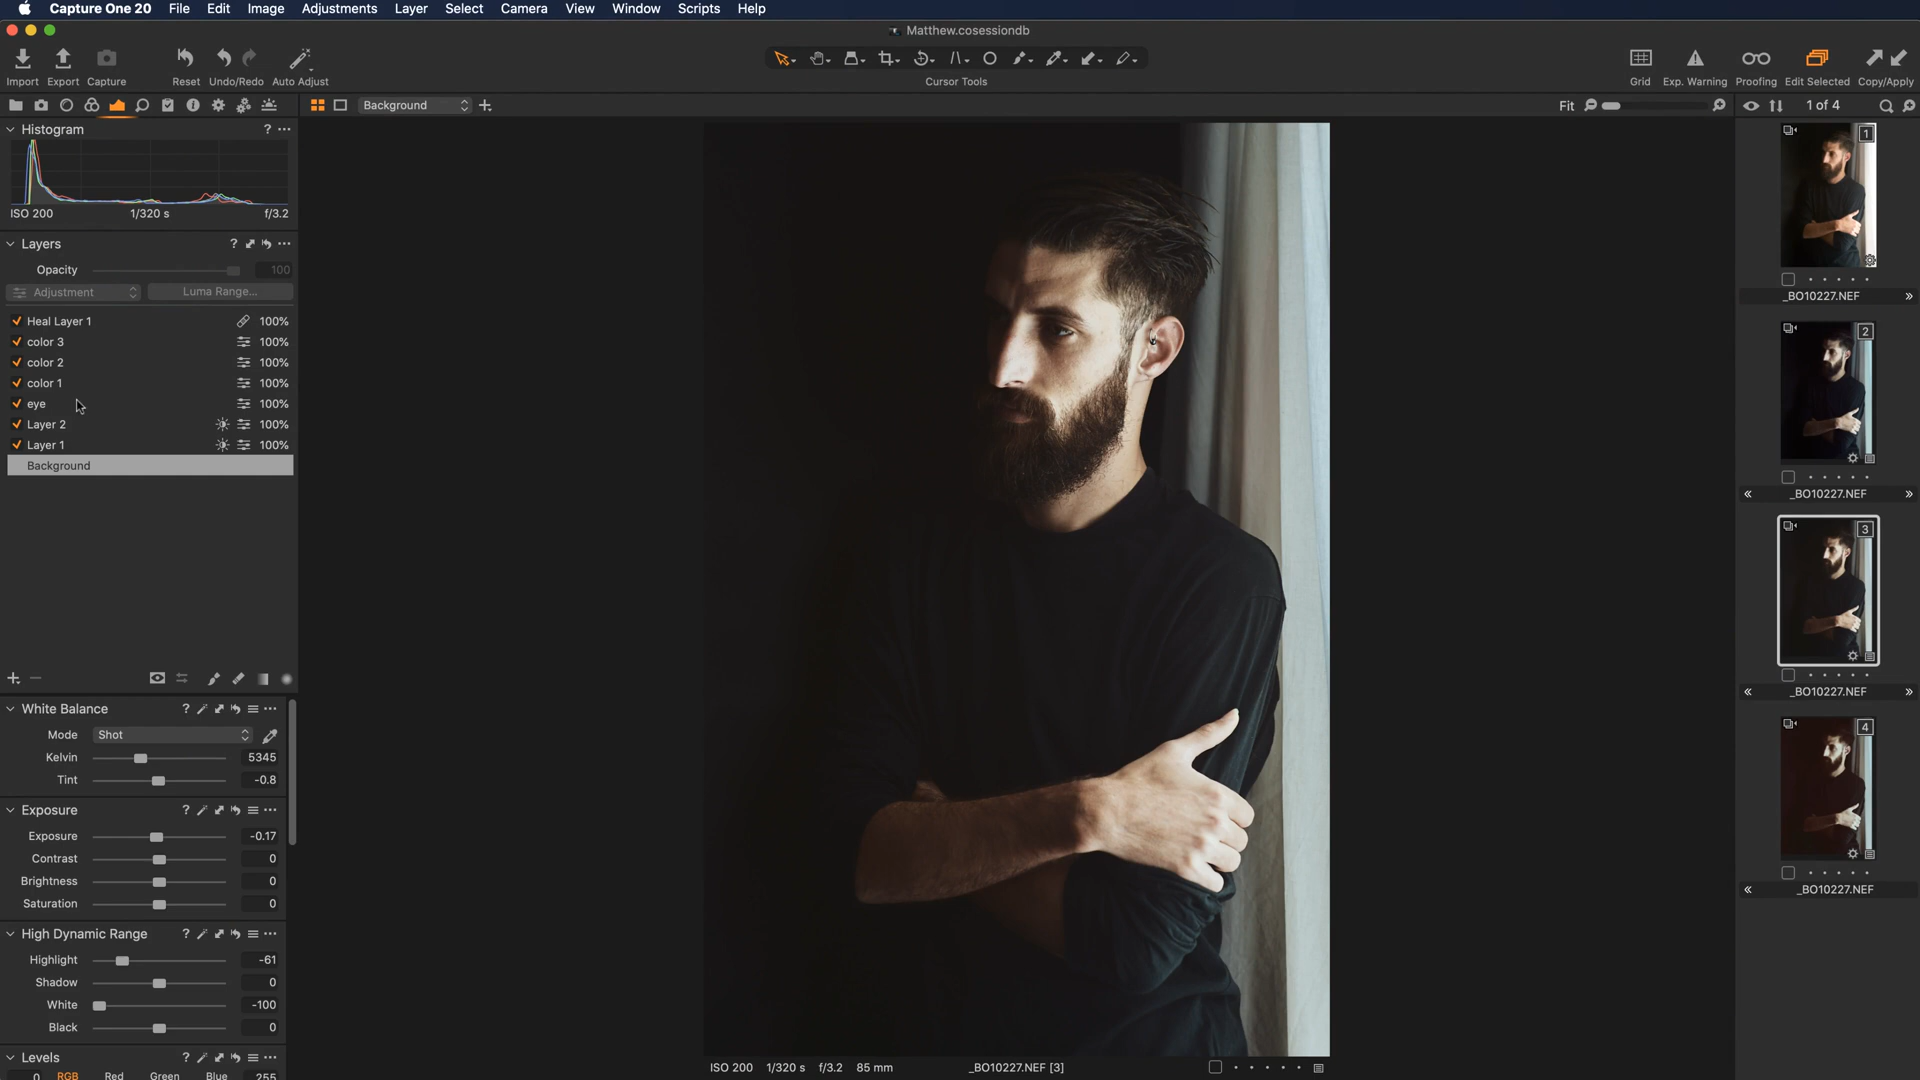 Capture One 20 File Edit Image Adjustments Layer Select Camera View Window Scripts Help
Matthew.cosessiondb
Import Export Capture Reset Undo/Redo Auto Adjust Cursor Tools Grid Exp. Warning Proofing Edit Selected Copy/Apply
Background Fit 1 of 4
Histogram ?
ISO 200 1/320 s f/3.2
Layers ?
Opacity 100
Adjustment Luma Range...
Heal Layer 1 100%
color 3 100%
color 2 100%
color 1 100%
eye 100%
Layer 2 100%
Layer 1 100%
Background
White Balance ?
Mode Shot
Kelvin 5345
Tint -0.8
Exposure ?
Exposure -0.17
Contrast 0
Brightness 0
Saturation 0
High Dynamic Range ?
Highlight -61
Shadow 0
White -100
Black 0
Levels ?
0 RGB Red Green Blue 255
ISO 200 1/320 s f/3.2 85 mm _BO10227.NEF [3]
1
_BO10227.NEF
2
_BO10227.NEF
3
_BO10227.NEF
4
_BO10227.NEF